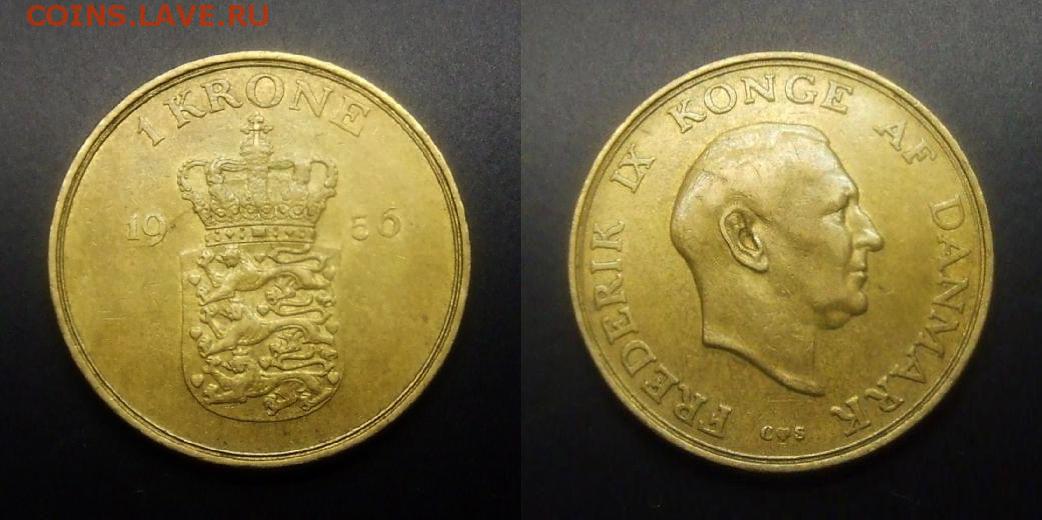 COINS.LAVE.RU
1 KRONE
19 56
FREDERIK IX KONGE AF DANMARK
C♥S